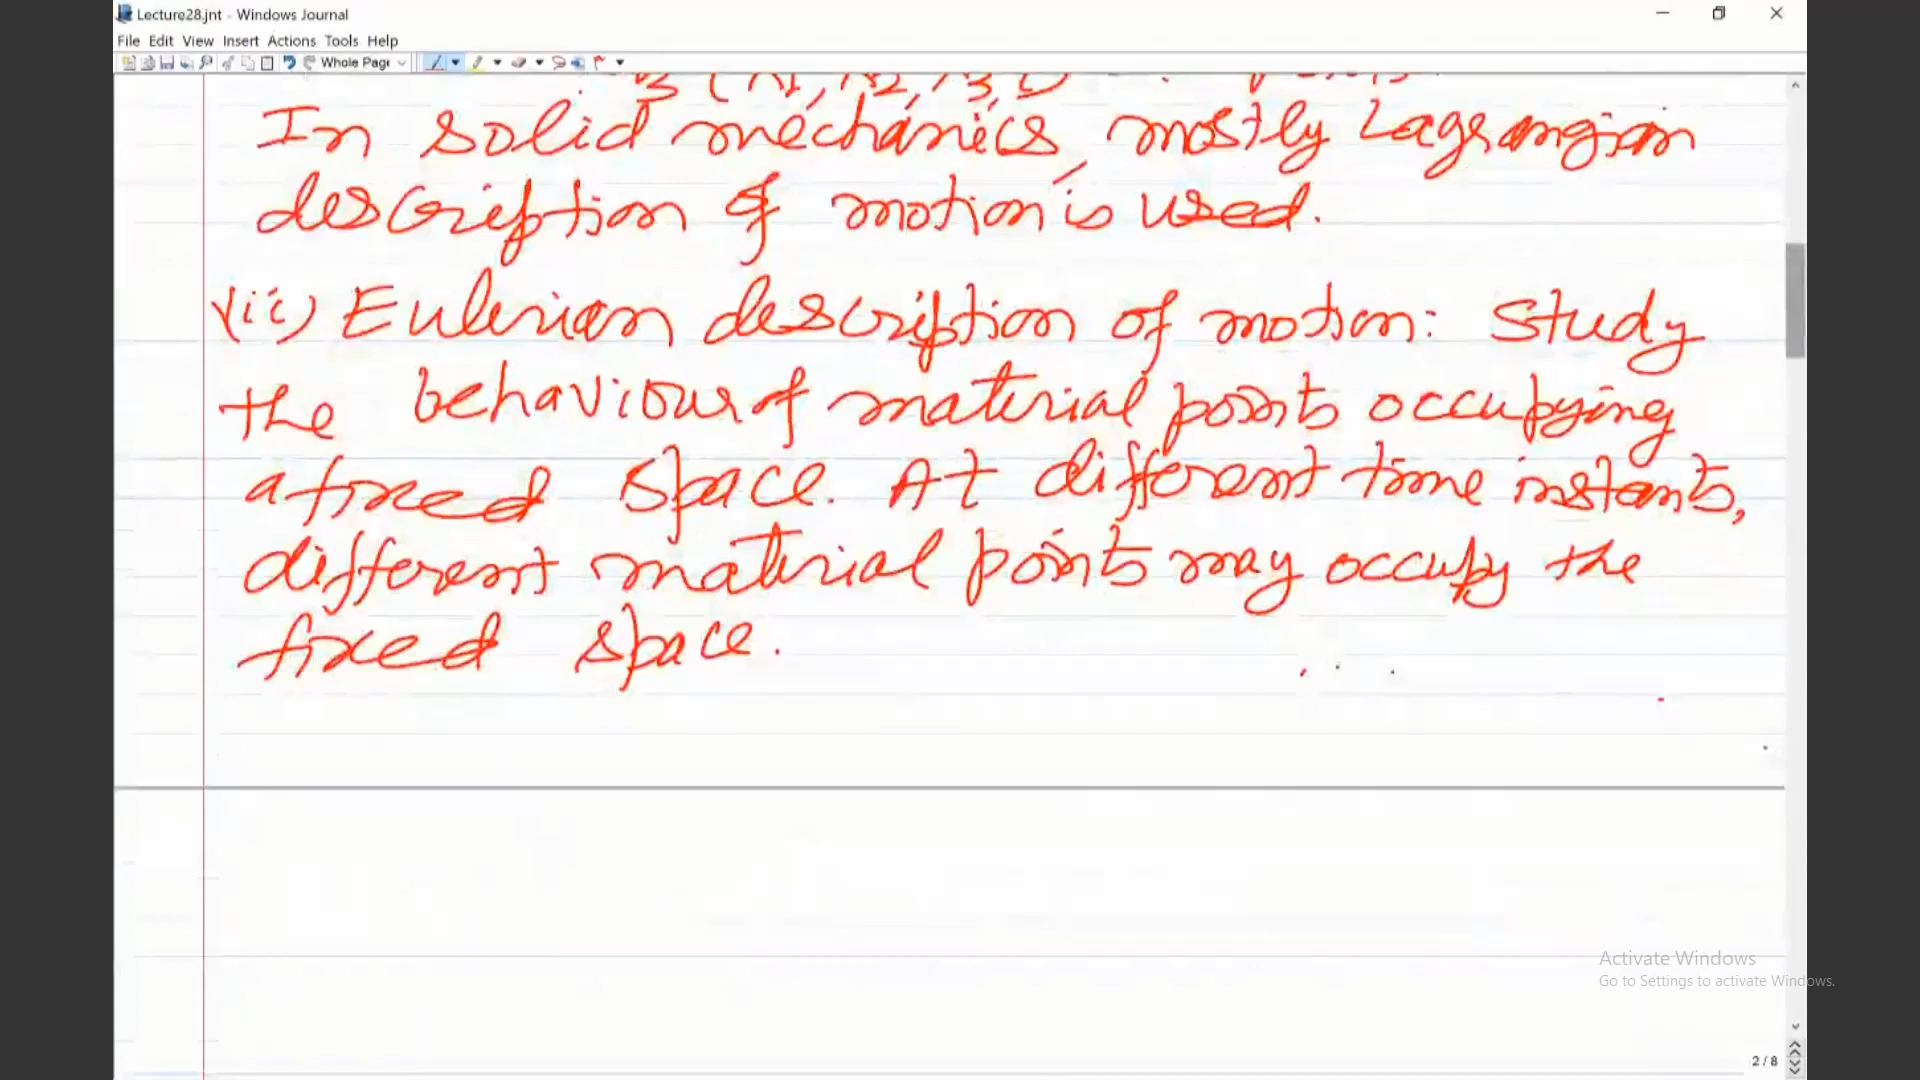 Lecture28.jnt - Windows Journal
File Edit View Insert Actions Tools Help
Whole Page
In solid mechanics, mostly Lagrangian
description of motion is used.
(ii) Eulerian description of motion: Study
the behaviour of material points occupying
a fixed space. At different time instants,
different material points may occupy the
fixed space.
Activate Windows
Go to Settings to activate Windows.
2 / 8